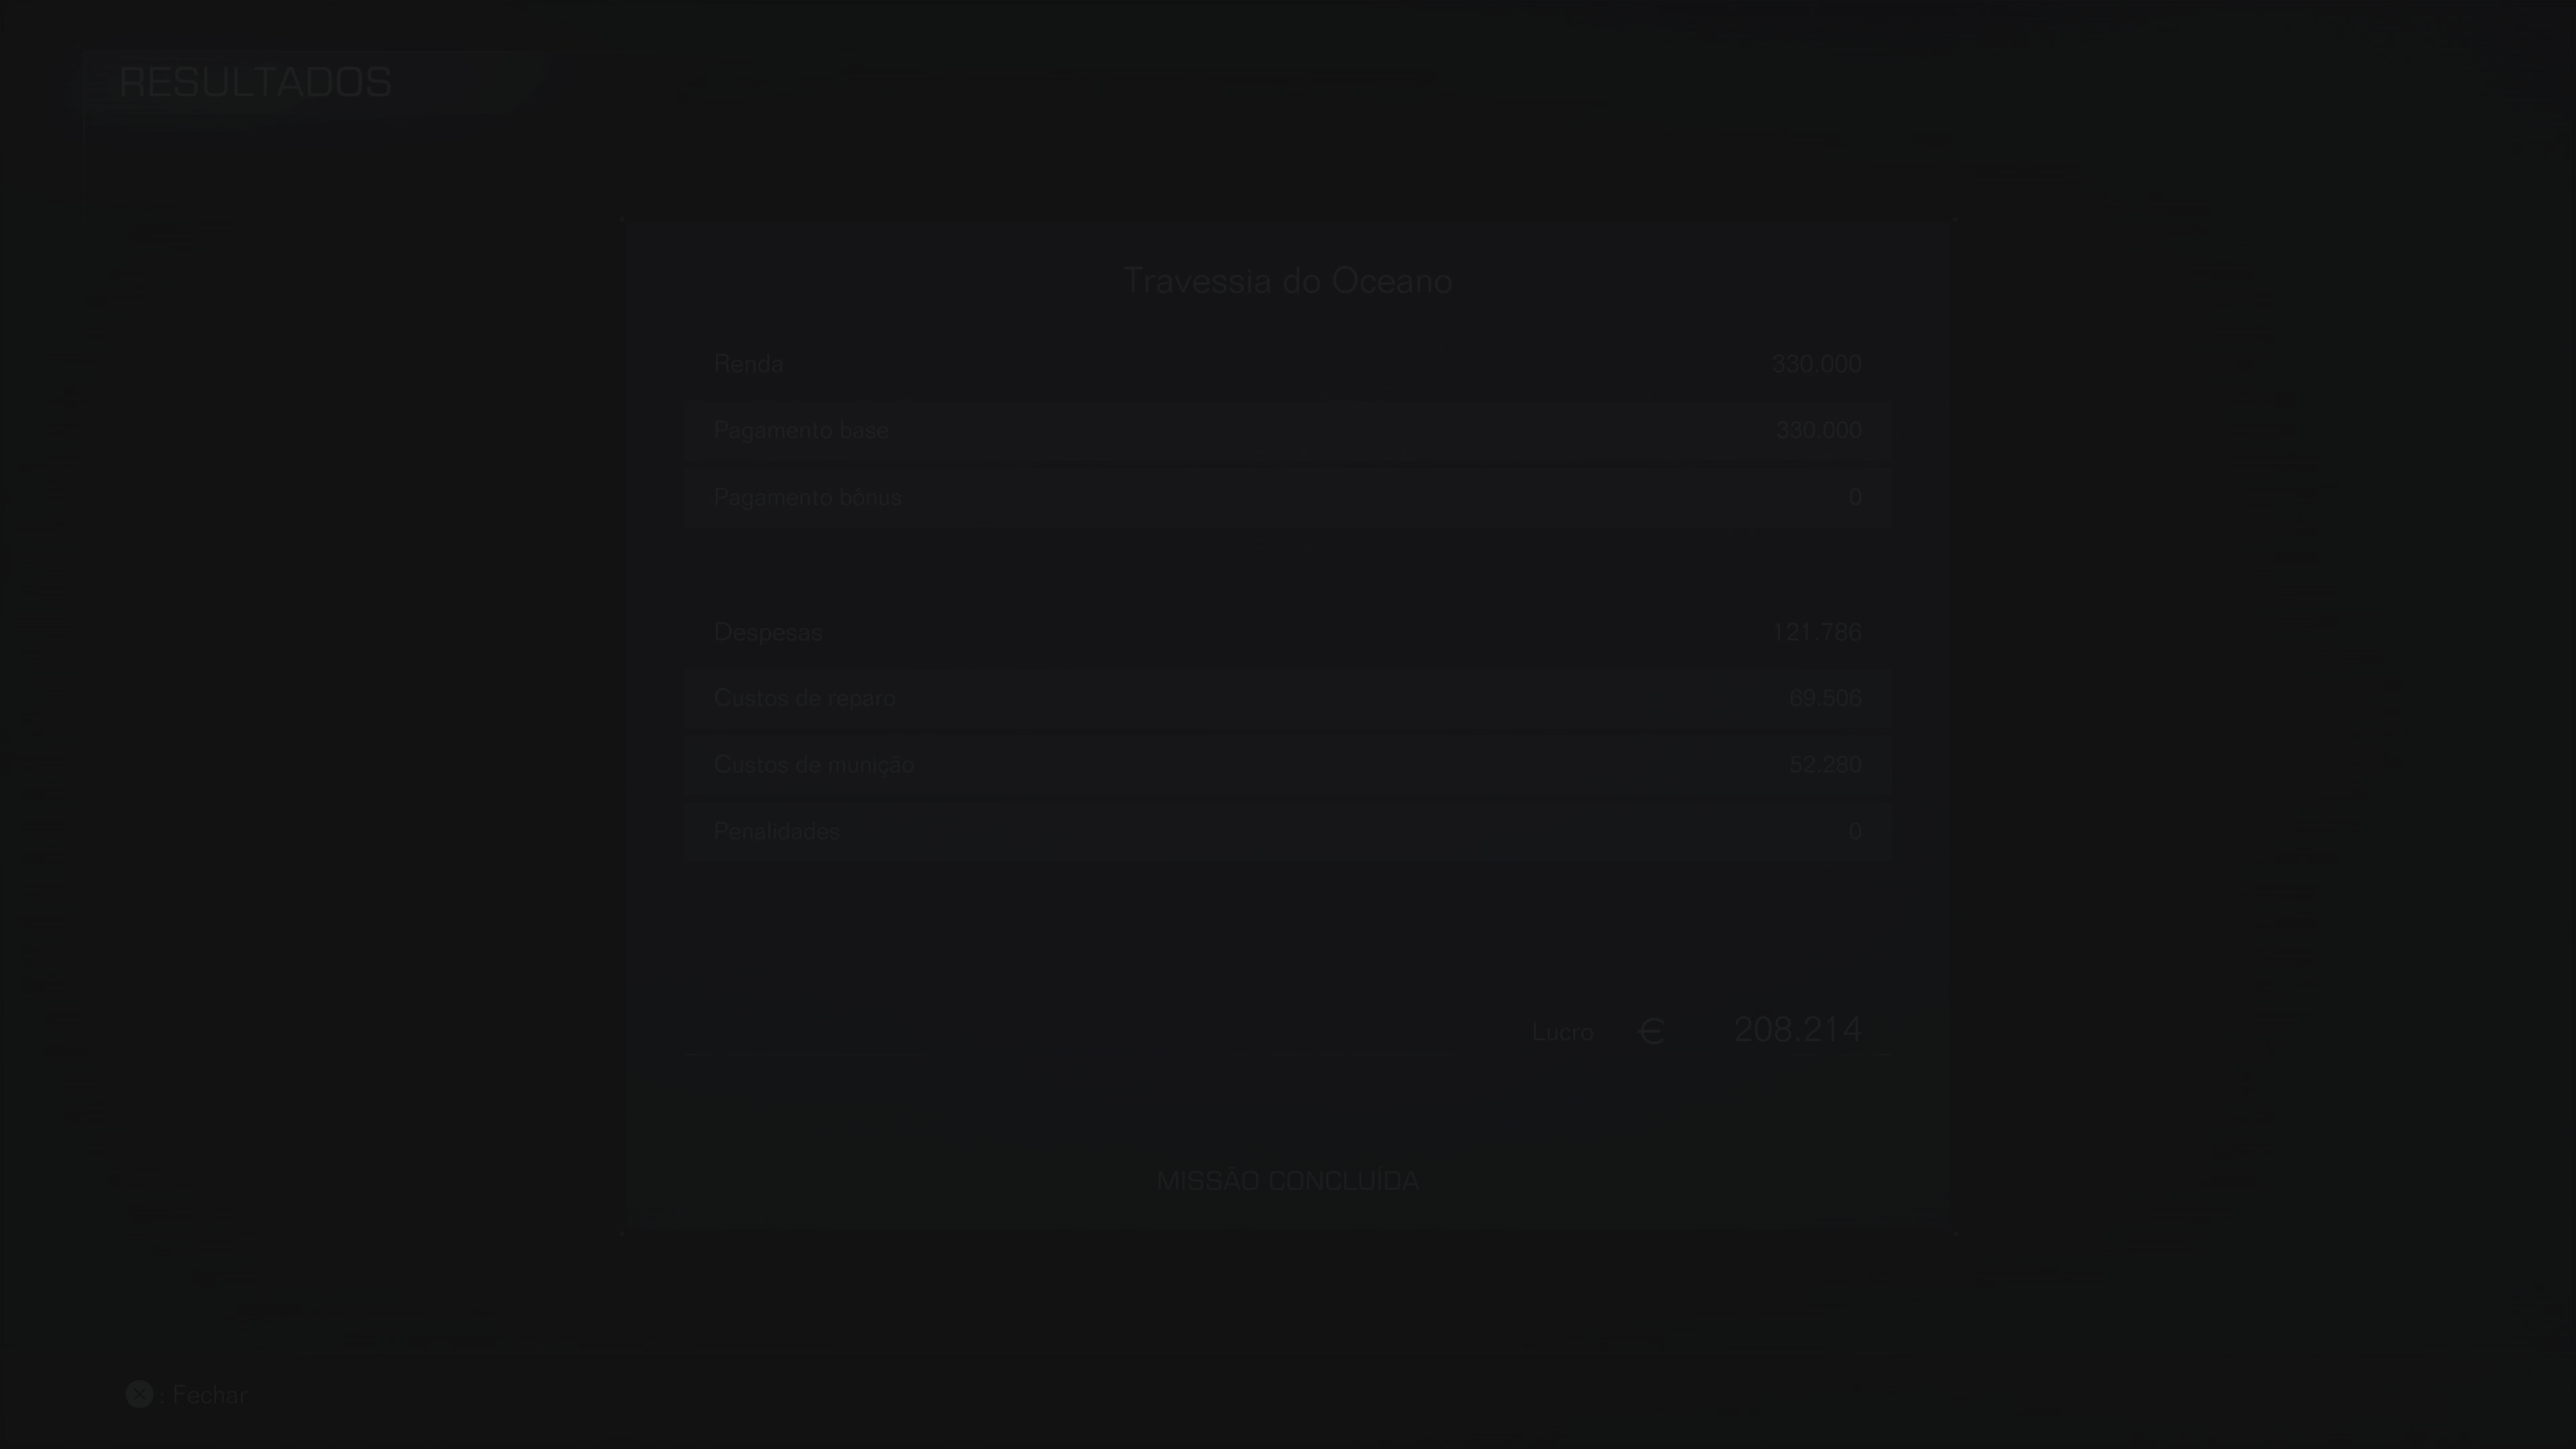 RESULTADOS
Travessia do Oceano
Renda 330.000
Pagamento base 330.000
Pagamento bônus 0
Despesas 121.786
Custos de reparo 69.506
Custos de munição 52.280
Penalidades 0
Lucro 208.214
MISSÃO CONCLUÍDA
: Fechar